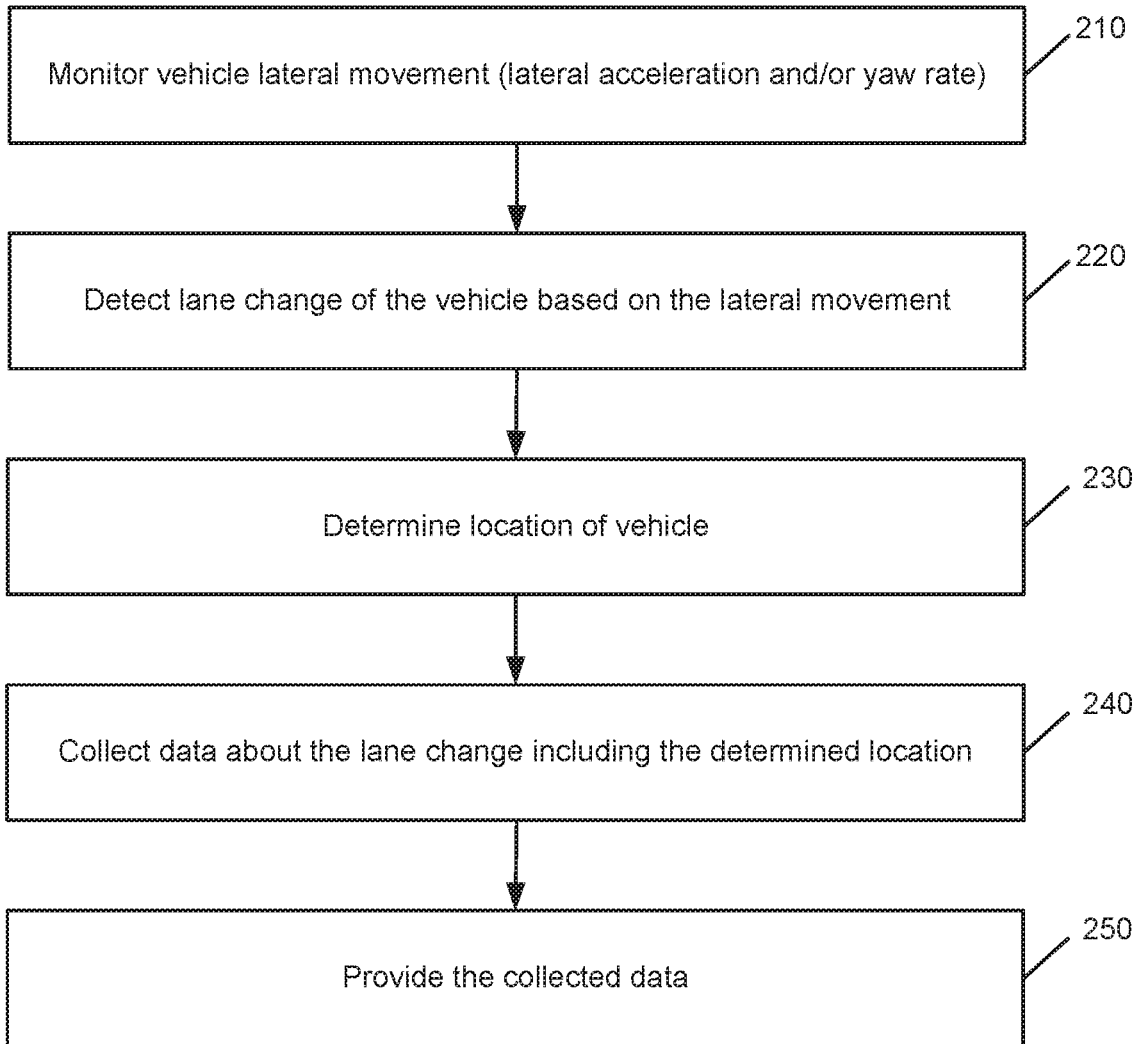 210
Monitor vehicle lateral movement (lateral acceleration and/or yaw rate)
220
Detect lane change of the vehicle based on the lateral movement
230
Determine location of vehicle
240
Collect data about the lane change including the determined location
250
Provide the collected data